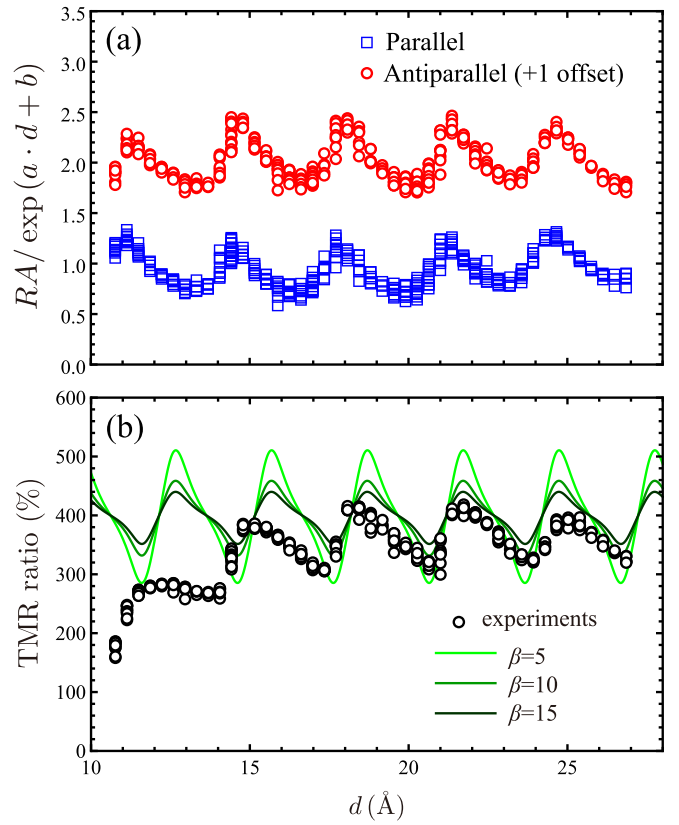 (a)
Parallel
Antiparallel (+1 offset)
RA/ exp (a · d + b)
3.5
3.0
2.5
2.0
1.5
1.0
0.5
0.0
(b)
TMR ratio (%)
600
500
400
300
200
100
0
experiments
β=5
β=10
β=15
10 15 20 25
d (Å)